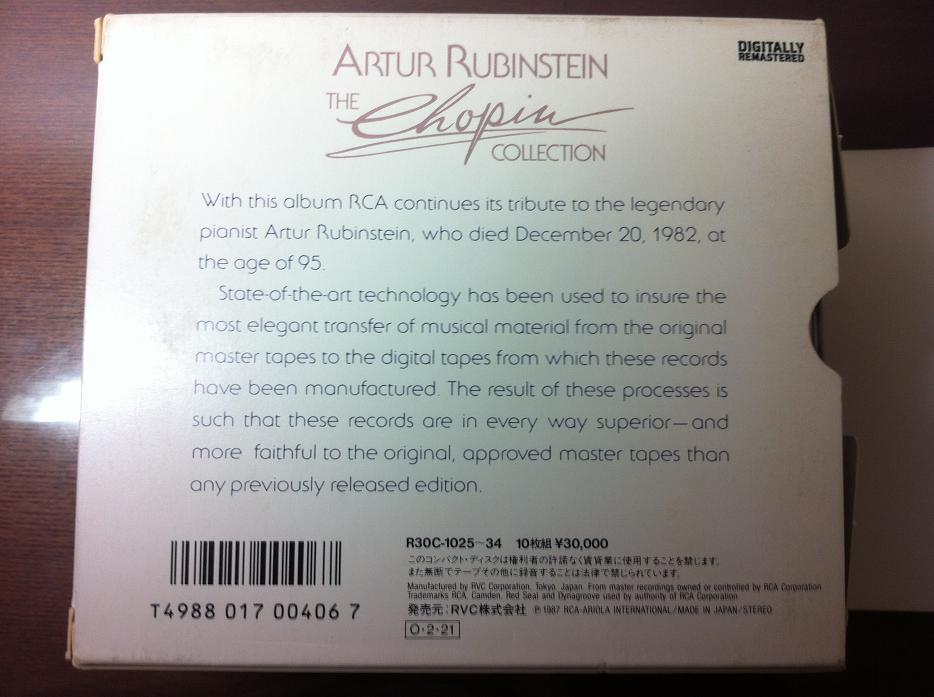 ARTUR RUBINSTEIN
DIGITALLY
REMASTERED
THE Chopin
COLLECTION
With this album RCA continues its tribute to the legendary
pianist Artur Rubinstein, who died December 20, 1982, at
the age of 95.
State-of-the-art technology has been used to insure the
most elegant transfer of musical material from the original
master tapes to the digital tapes from which these records
have been manufactured. The result of these processes is
such that these records are in every way superior—and
more faithful to the original, approved master tapes than
any previously released edition.
R30C-1025~34 10枚組 ¥30,000
このコンパクト・ディスクは権利者の許諾なく賃貸業に使用することを禁じます。
また無断でテープその他に録音することは法律で禁じられています。
Manufactured by RVC Corporation, Tokyo, Japan. From master recordings owned or controlled by RCA Corporation
Trademarks RCA, Camden, Red Seal and Dynagroove used by authority of RCA Corporation
発売元:RVC株式会社 ℗ 1987 RCA-ARIOLA INTERNATIONAL/MADE IN JAPAN/STEREO
O・2・21
T4988 017 00406 7